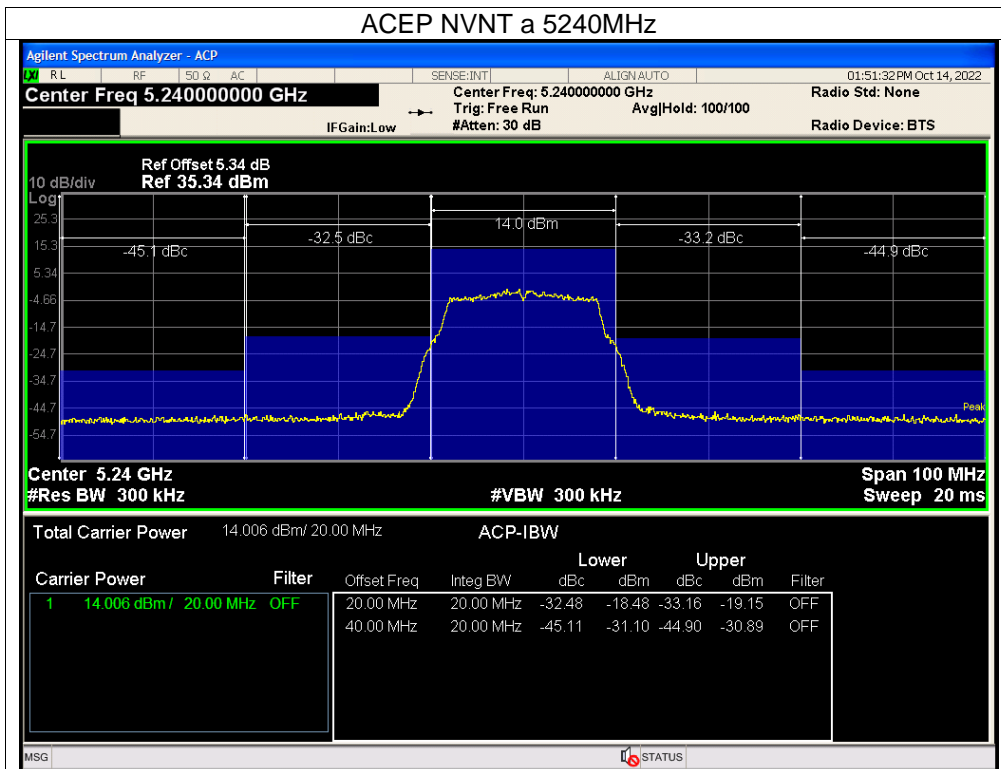 ACEP NVNT a 5240MHz
Agilent Spectrum Analyzer - ACP
LXI RL RF 50 Ω AC SENSE:INT ALIGN AUTO 01:51:32 PM Oct 14, 2022
Center Freq 5.240000000 GHz Center Freq: 5.240000000 GHz Radio Std: None
Trig: Free Run Avg|Hold: 100/100
IFGain:Low #Atten: 30 dB Radio Device: BTS
Ref Offset 5.34 dB
10 dB/div Ref 35.34 dBm
Log
25.3
14.0 dBm
15.3
-45.1 dBc -32.5 dBc -33.2 dBc -44.9 dBc
5.34
-4.66
-14.7
-24.7
-34.7
-44.7
Peak
-54.7
Center 5.24 GHz Span 100 MHz
#Res BW 300 kHz #VBW 300 kHz Sweep 20 ms
Total Carrier Power 14.006 dBm/ 20.00 MHz ACP-IBW
Lower Upper
Carrier Power Filter Offset Freq Integ BW dBc dBm dBc dBm Filter
1 14.006 dBm / 20.00 MHz OFF 20.00 MHz 20.00 MHz -32.48 -18.48 -33.16 -19.15 OFF
40.00 MHz 20.00 MHz -45.11 -31.10 -44.90 -30.89 OFF
MSG STATUS